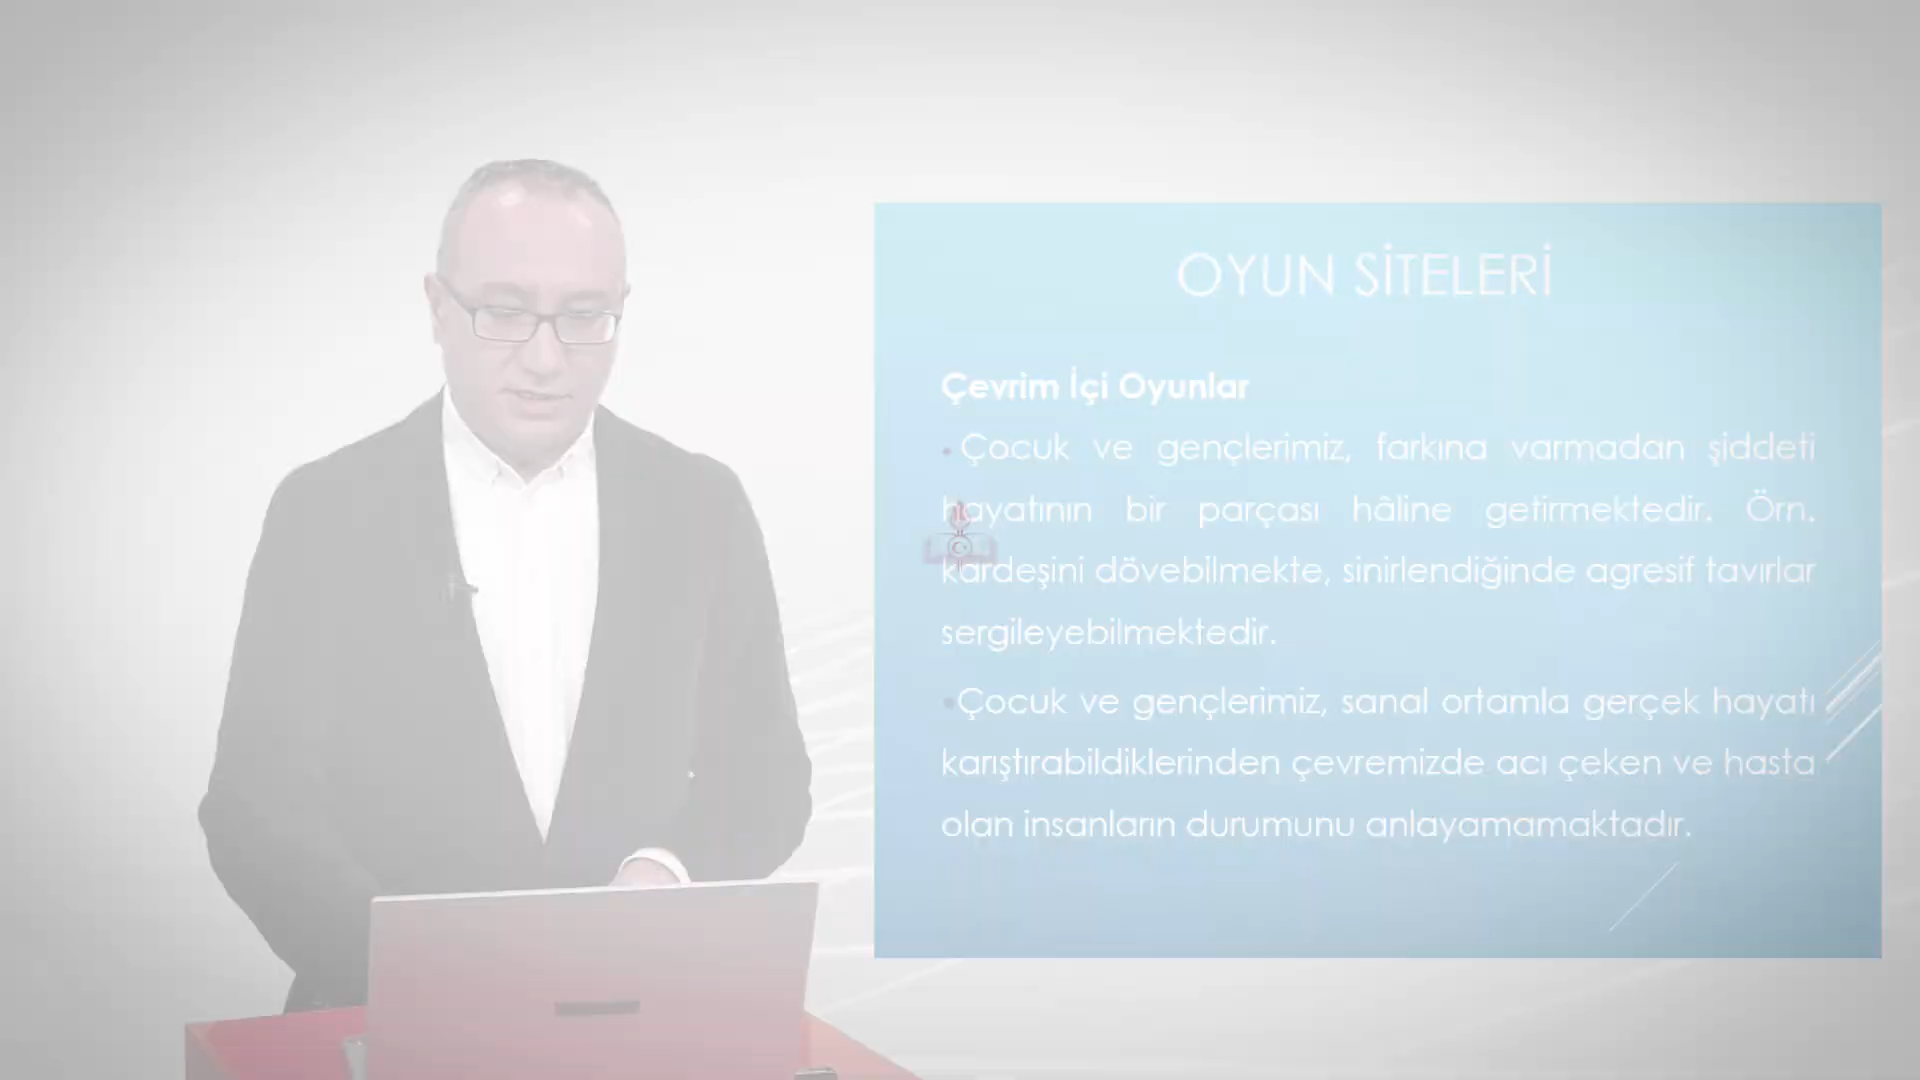 OYUN SİTELERİ
Çevrim İçi Oyunlar
• Çocuk ve gençlerimiz, farkına varmadan şiddeti
hayatının bir parçası hâline getirmektedir. Örn.
kardeşini dövebilmekte, sinirlendiğinde agresif tavırlar
sergileyebilmektedir.
•Çocuk ve gençlerimiz, sanal ortamla gerçek hayatı
karıştırabildiklerinden çevremizde acı çeken ve hasta
olan insanların durumunu anlayamamaktadır.